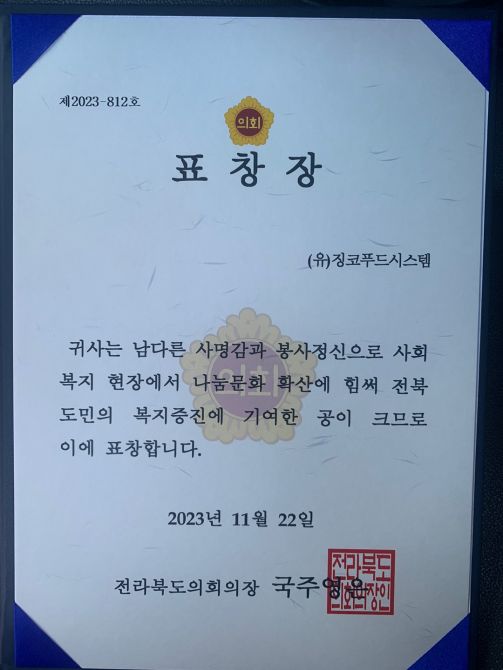 제2023-812호
의회
표창장
(유)징코푸드시스템
귀사는 남다른 사명감과 봉사정신으로 사회
복지 현장에서 나눔문화 확산에 힘써 전북
도민의 복지증진에 기여한 공이 크므로
이에 표창합니다.
의회
2023년 11월 22일
전라북도의회의장 국주영은
전라북도
의회의장인